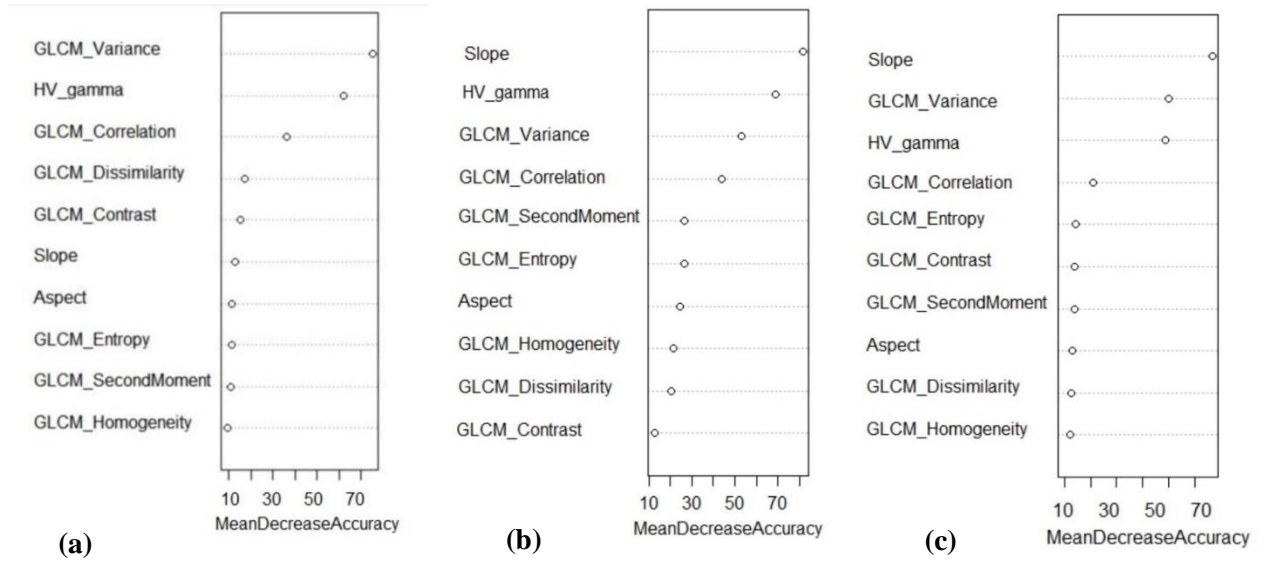 GLCM_Variance
HV_gamma
GLCM_Correlation
GLCM_Dissimilarity
GLCM_Contrast
Slope
Aspect
GLCM_Entropy
GLCM_SecondMoment
GLCM_Homogeneity
10 30 50 70
MeanDecreaseAccuracy
(a)
Slope
HV_gamma
GLCM_Variance
GLCM_Correlation
GLCM_SecondMoment
GLCM_Entropy
Aspect
GLCM_Homogeneity
GLCM_Dissimilarity
GLCM_Contrast
10 30 50 70
MeanDecreaseAccuracy
(b)
Slope
GLCM_Variance
HV_gamma
GLCM_Correlation
GLCM_Entropy
GLCM_Contrast
GLCM_SecondMoment
Aspect
GLCM_Dissimilarity
GLCM_Homogeneity
10 30 50 70
MeanDecreaseAccuracy
(c)